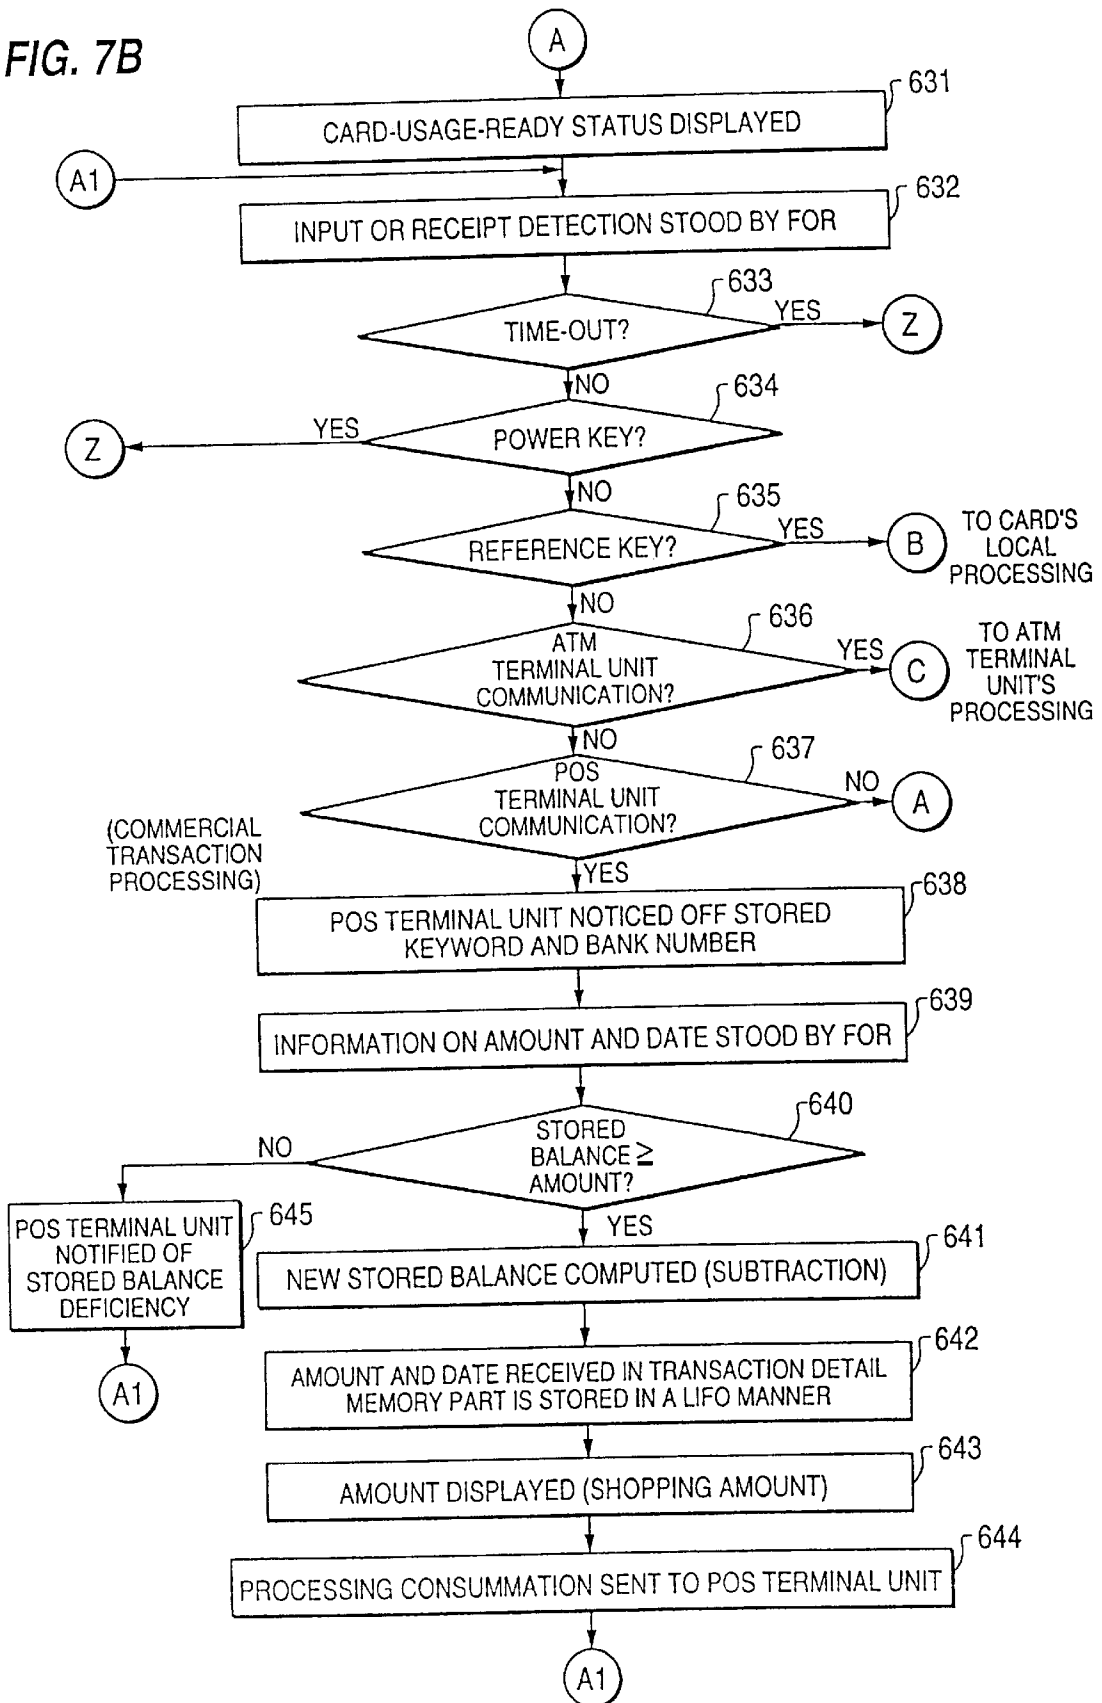 FIG. 7B
A
631
CARD-USAGE-READY STATUS DISPLAYED
A1
632
INPUT OR RECEIPT DETECTION STOOD BY FOR
633
TIME-OUT?
YES
Z
NO
634
POWER KEY?
YES
Z
NO
635
REFERENCE KEY?
YES
B
TO CARD'S
LOCAL
PROCESSING
NO
636
ATM
TERMINAL UNIT
COMMUNICATION?
YES
C
TO ATM
TERMINAL
UNIT'S
PROCESSING
NO
637
POS
TERMINAL UNIT
COMMUNICATION?
NO
A
(COMMERCIAL
TRANSACTION
PROCESSING)
YES
638
POS TERMINAL UNIT NOTICED OFF STORED
KEYWORD AND BANK NUMBER
639
INFORMATION ON AMOUNT AND DATE STOOD BY FOR
640
STORED
BALANCE ≥
AMOUNT?
NO
645
POS TERMINAL UNIT
NOTIFIED OF
STORED BALANCE
DEFICIENCY
A1
YES
641
NEW STORED BALANCE COMPUTED (SUBTRACTION)
642
AMOUNT AND DATE RECEIVED IN TRANSACTION DETAIL
MEMORY PART IS STORED IN A LIFO MANNER
643
AMOUNT DISPLAYED (SHOPPING AMOUNT)
644
PROCESSING CONSUMMATION SENT TO POS TERMINAL UNIT
A1